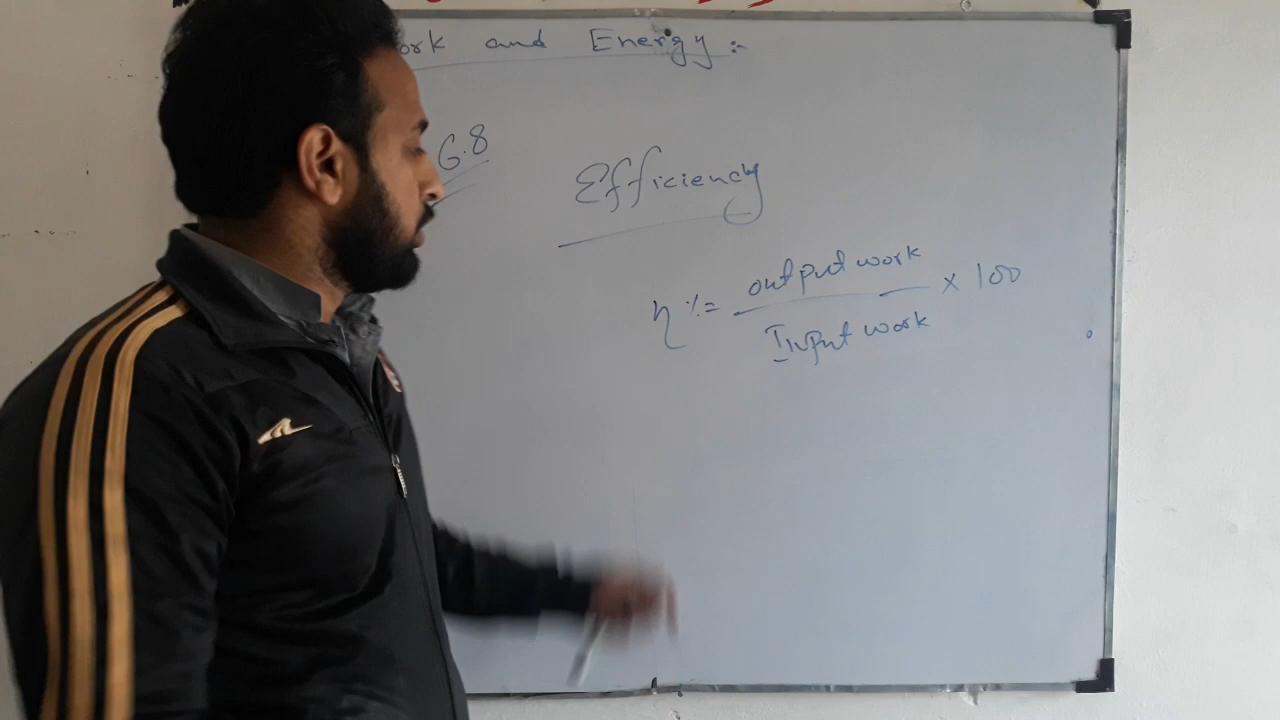 ork and Energy :-
6.8
Efficiency
η % = output work / Input work × 100